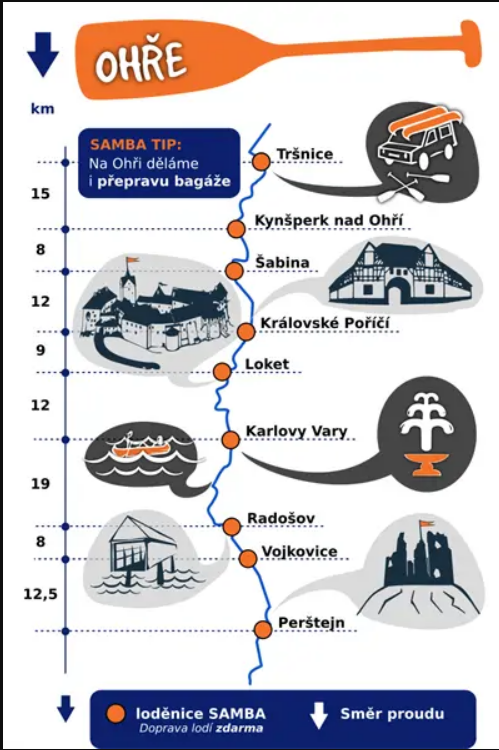 OHŘE
km
SAMBA TIP:
Na Ohři děláme
i přepravu bagáže
Tršnice
15
Kynšperk nad Ohří
8
Šabina
12
Královské Poříčí
9
Loket
12
Karlovy Vary
19
Radošov
8
Vojkovice
12,5
Perštejn
loděnice SAMBA
Doprava lodí zdarma
Směr proudu